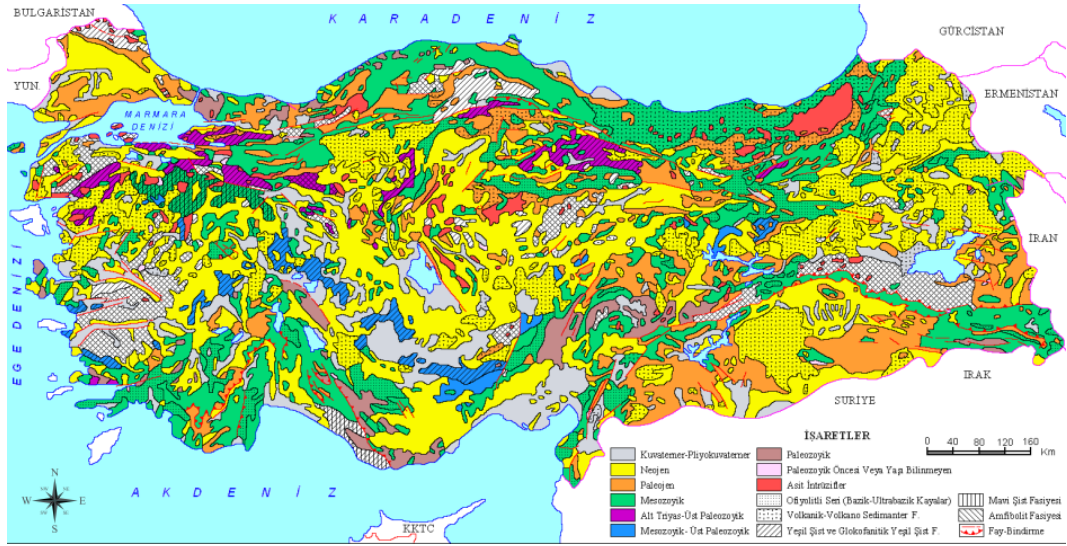 BULGARİSTAN
K A R A D E N İ Z
GÜRCİSTAN
YUN.
ERMENİSTAN
MARMARA
DENİZİ
İRAN
E G E D E N İ Z İ
IRAK
SURİYE
A K D E N İ Z
KKTC
N
W E
S
İŞARETLER
Kuvaterner-Pliyokuvaterner
Neojen
Paleojen
Mesozoyik
Alt Triyas-Üst Paleozoyik
Mesozoyik- Üst Paleozoyik
Paleozoyik
Paleozoyik Öncesi Veya Yaşı Bilinmeyen
Asit İntrüzifler
Ofiyolitli Seri (Bazik-Ultrabazik Kayalar)
Volkanik-Volkano Sedimanter F.
Yeşil Şist ve Glokofanitik Yeşil Şist F.
Mavi Şist Fasiyesi
Amfibolit Fasiyesi
Fay-Bindirme
0 40 80 120 160
Km